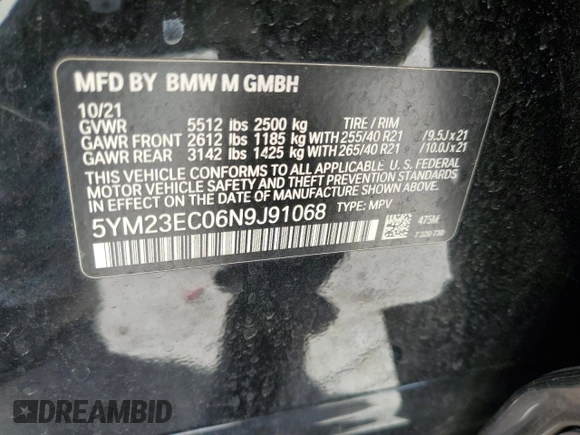 MFD BY BMW M GMBH
10/21
GVWR 5512 lbs 2500 kg TIRE / RIM
GAWR FRONT 2612 lbs 1185 kg WITH 255/40 R21 / 9.5J x 21
GAWR REAR 3142 lbs 1425 kg WITH 265/40 R21 / 10.0J x 21
THIS VEHICLE CONFORMS TO ALL APPLICABLE U.S. FEDERAL
MOTOR VEHICLE SAFETY, BUMPER, AND THEFT PREVENTION STANDARDS
IN EFFECT ON THE DATE OF MANUFACTURE SHOWN ABOVE.
5YM23EC06N9J91068 TYPE: MPV
475M
7320730
DREAMBID